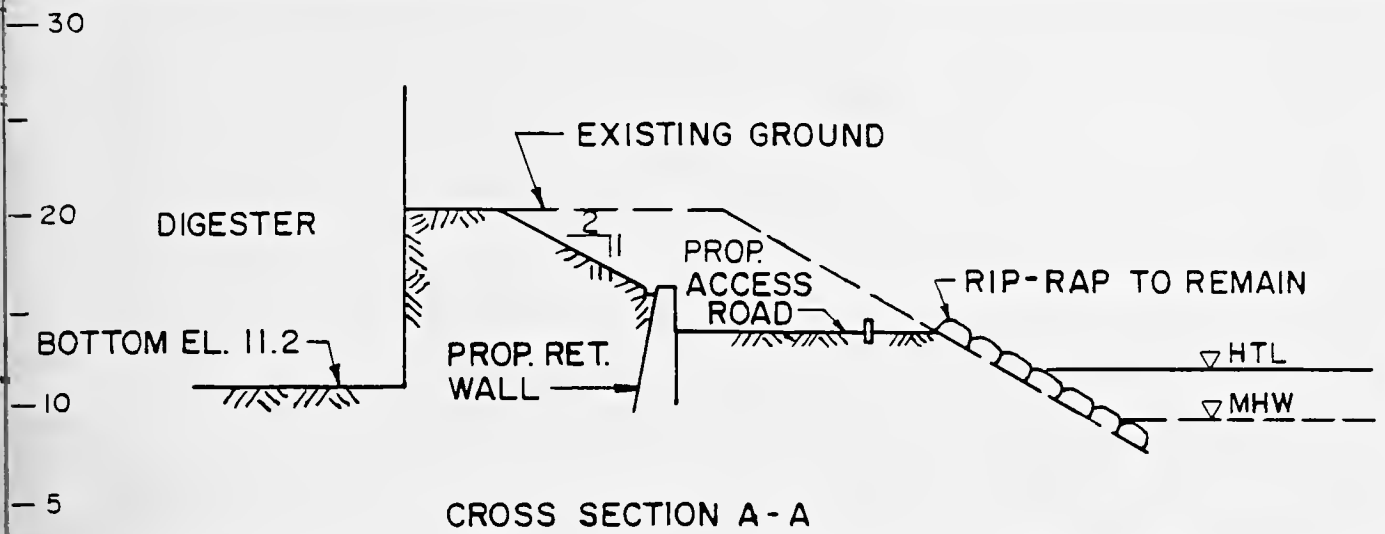 30
EXISTING GROUND
20
DIGESTER
2
1
PROP.
ACCESS
ROAD
RIP-RAP TO REMAIN
BOTTOM EL. 11.2
PROP. RET.
WALL
HTL
10
MHW
5
CROSS SECTION A-A